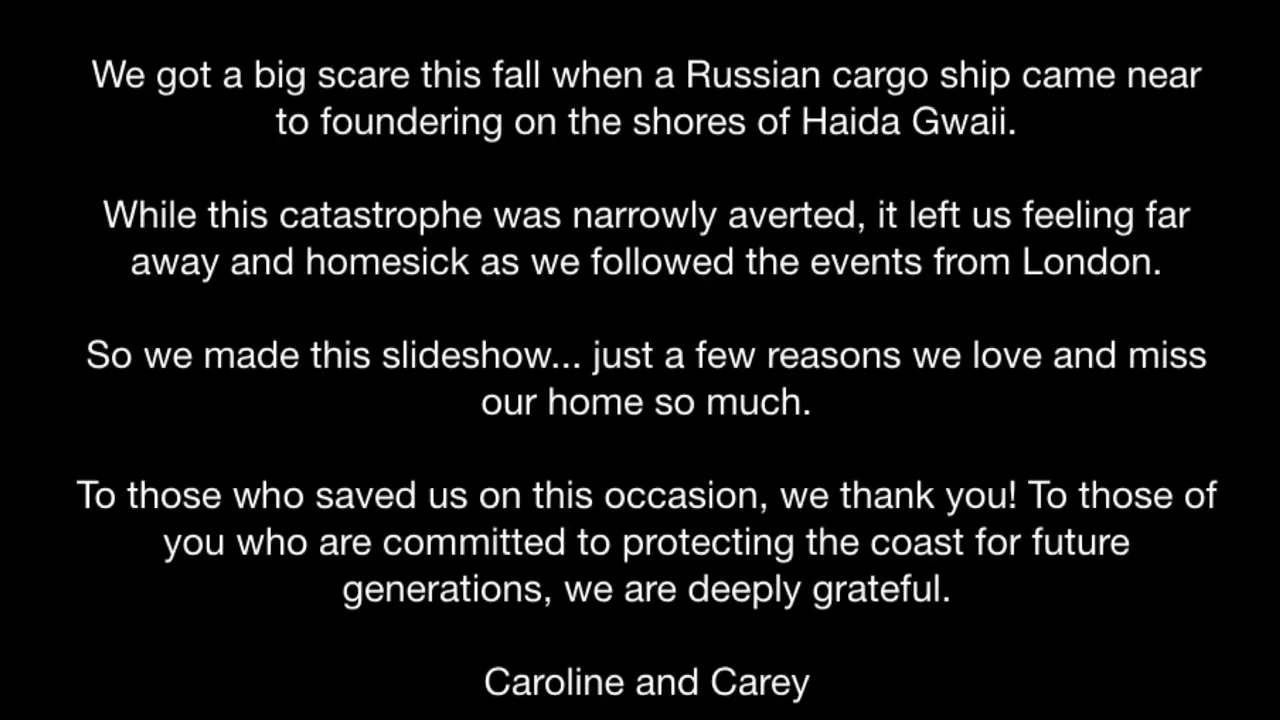 We got a big scare this fall when a Russian cargo ship came near
to foundering on the shores of Haida Gwaii.
While this catastrophe was narrowly averted, it left us feeling far
away and homesick as we followed the events from London.
So we made this slideshow... just a few reasons we love and miss
our home so much.
To those who saved us on this occasion, we thank you! To those of
you who are committed to protecting the coast for future
generations, we are deeply grateful.
Caroline and Carey